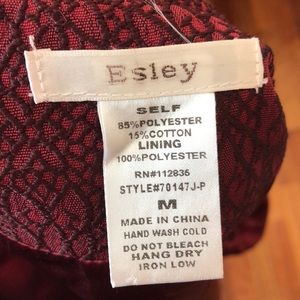 Esley
SELF
85%POLYESTER
15%COTTON
LINING
100%POLYESTER
RN#112835
STYLE#70147J-P
M
MADE IN CHINA
HAND WASH COLD
DO NOT BLEACH
HANG DRY
IRON LOW